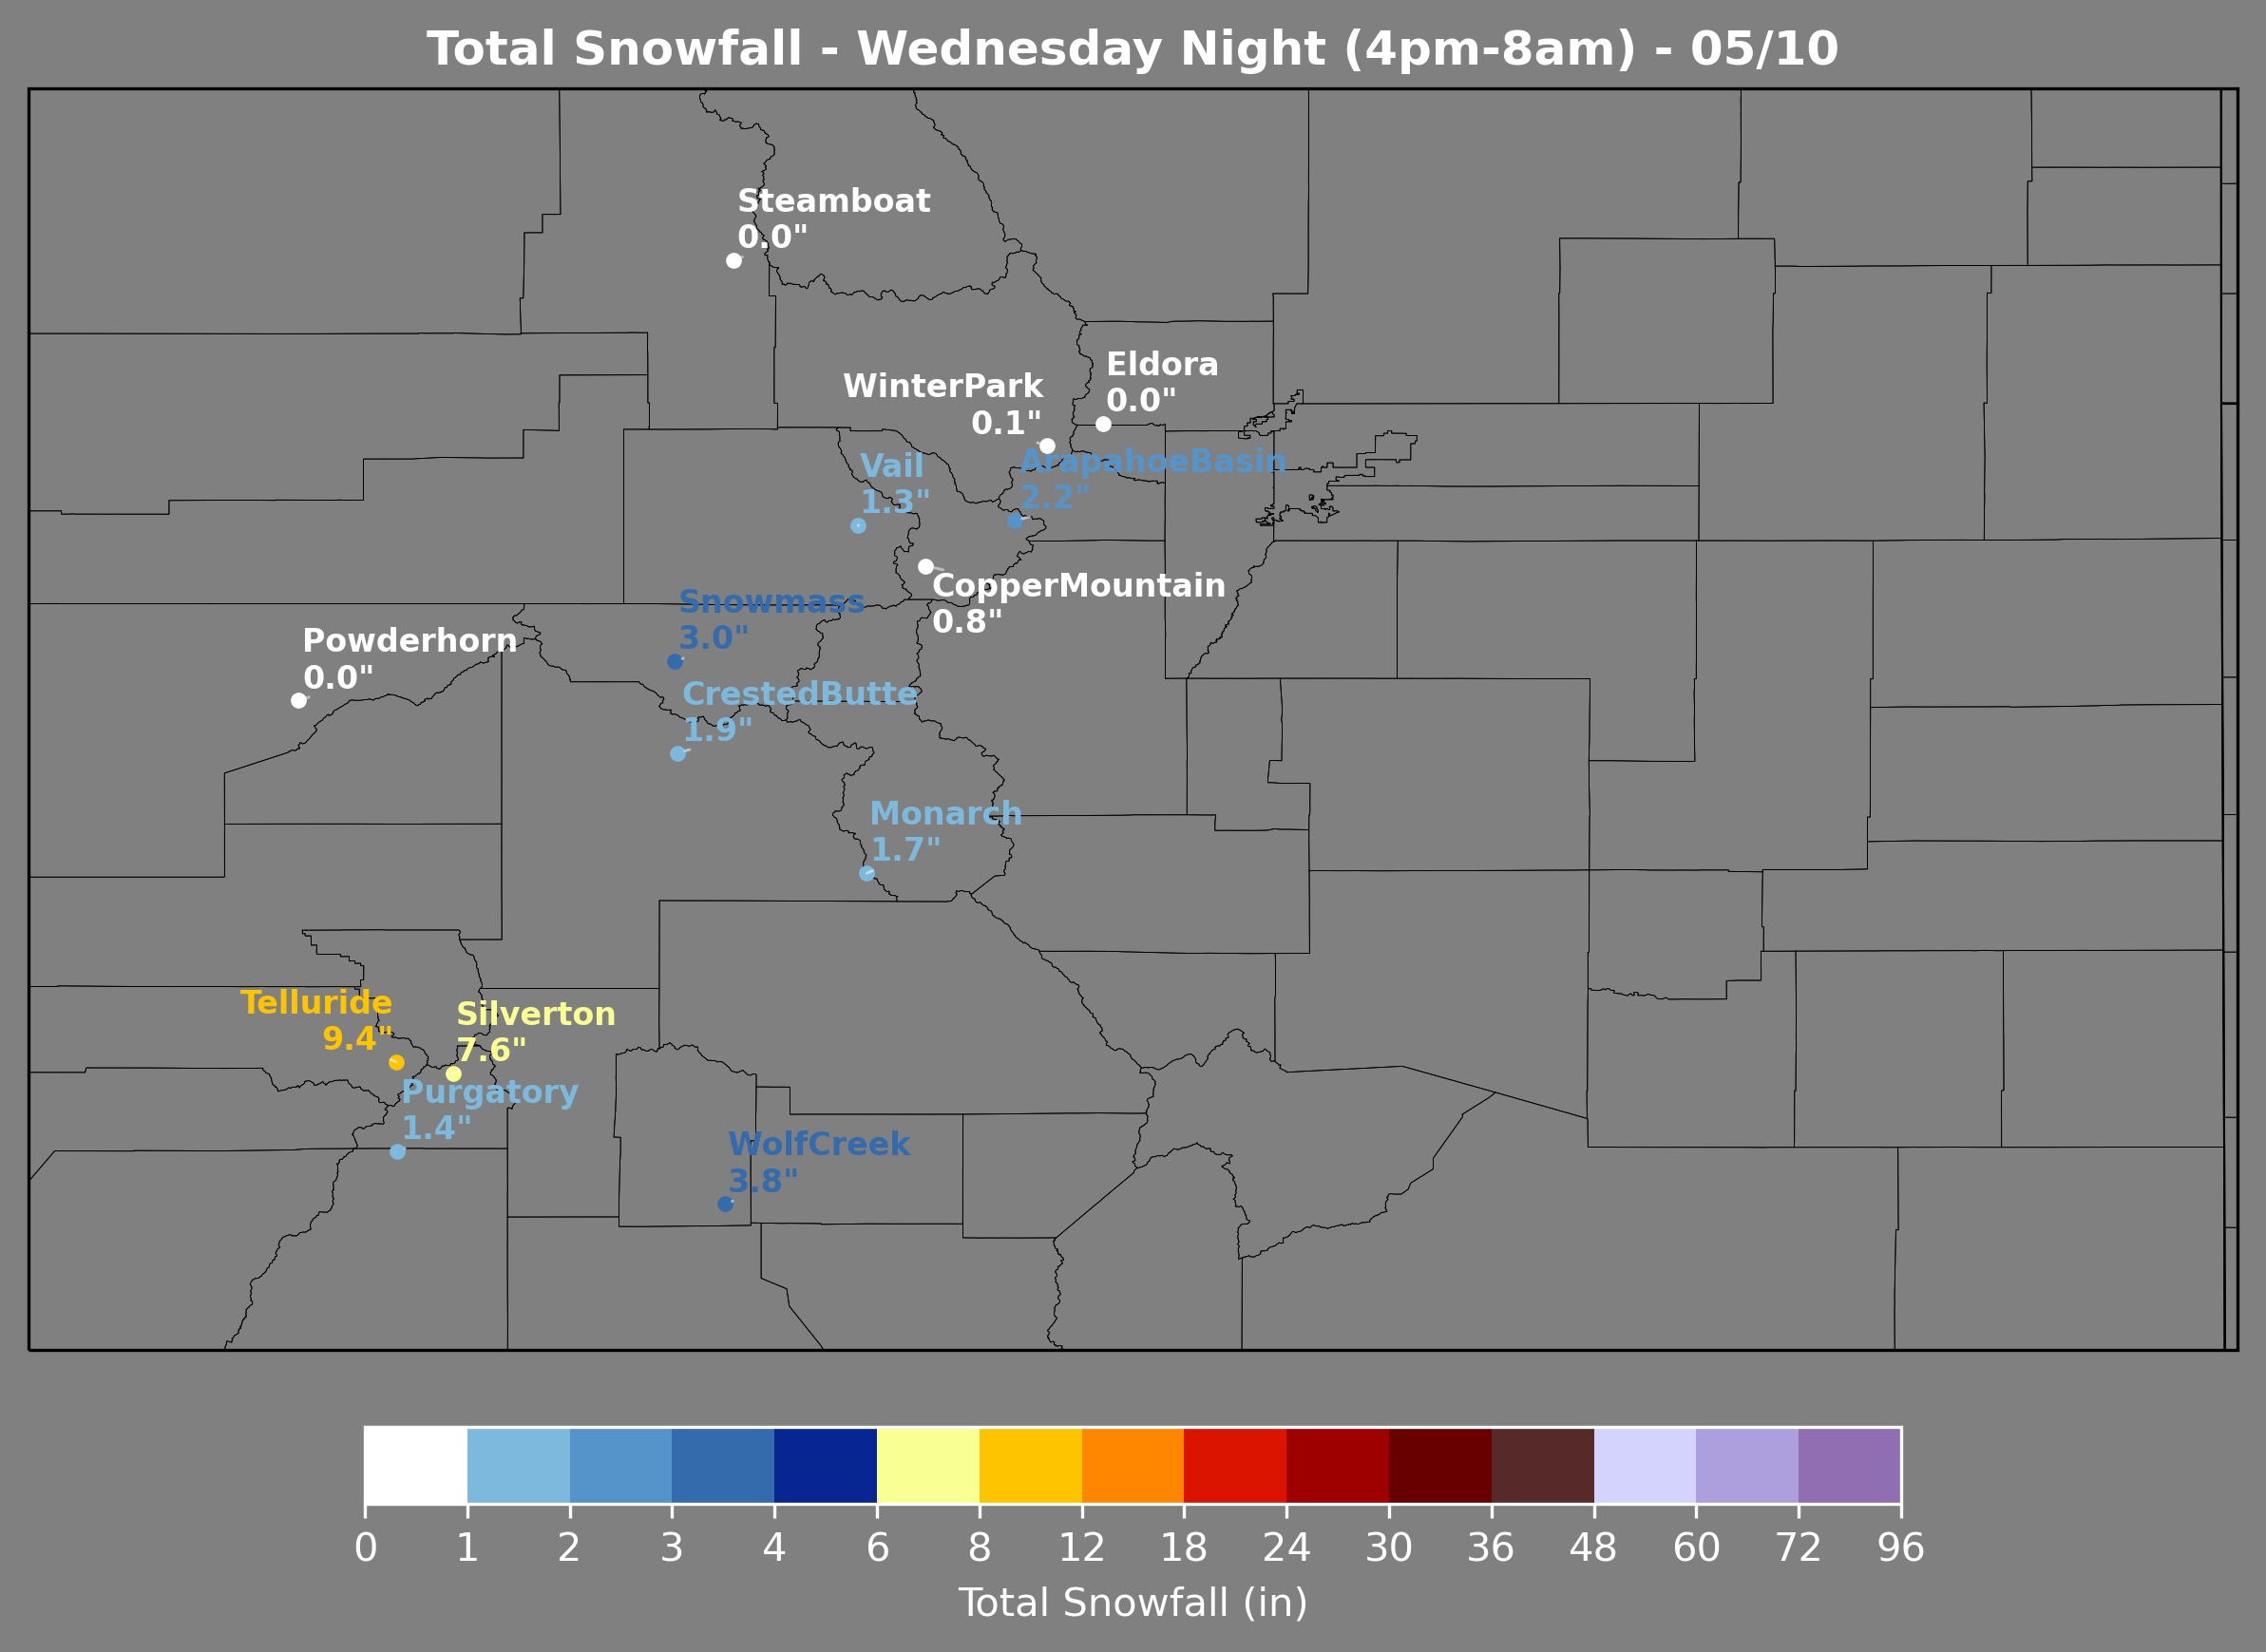 Total Snowfall - Wednesday Night (4pm-8am) - 05/10
Steamboat
0.0"
Eldora
0.0"
WinterPark
0.1"
Vail
1.3"
ArapahoeBasin
2.2"
CopperMountain
0.8"
Snowmass
3.0"
Powderhorn
0.0"
CrestedButte
1.9"
Monarch
1.7"
Telluride
9.4"
Silverton
7.6"
Purgatory
1.4"
WolfCreek
3.8"
0 1 2 3 4 6 8 12 18 24 30 36 48 60 72 96
Total Snowfall (in)